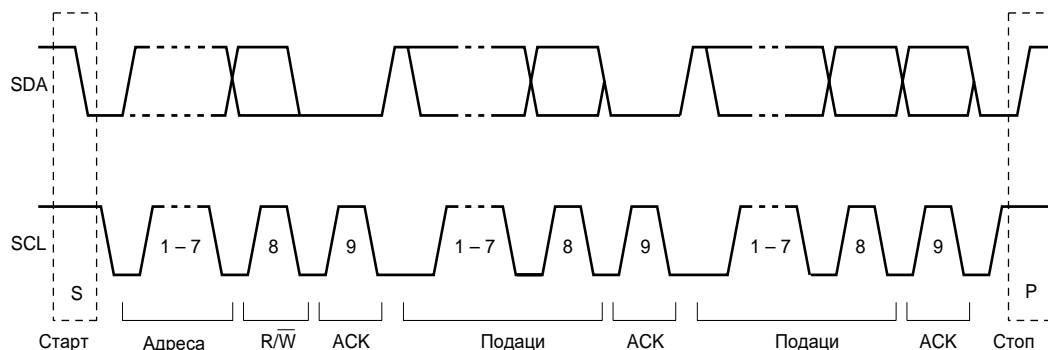 SDA
SCL
1 – 7 8 9 1 – 7 8 9 1 – 7 8 9
S P
Старт Адреса R/W̅ ACK Подаци ACK Подаци ACK Стоп